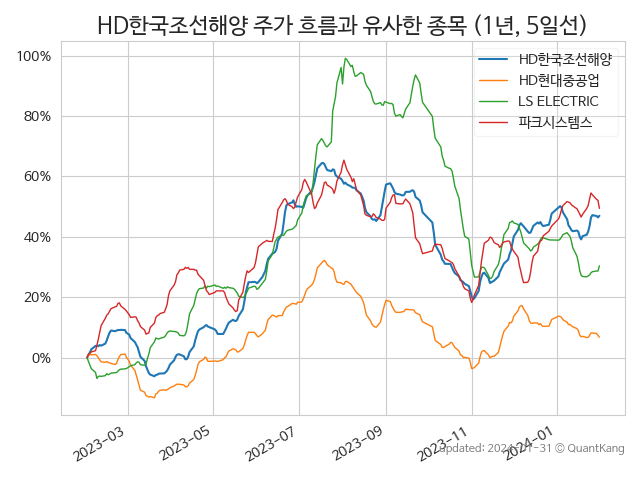 HD한국조선해양 주가 흐름과 유사한 종목 (1년, 5일선)
HD한국조선해양
HD현대중공업
LS ELECTRIC
파크시스템스
100%
80%
60%
40%
20%
0%
2023-03
2023-05
2023-07
2023-09
2023-11
2024-01
updated: 2024-01-31 © QuantKang